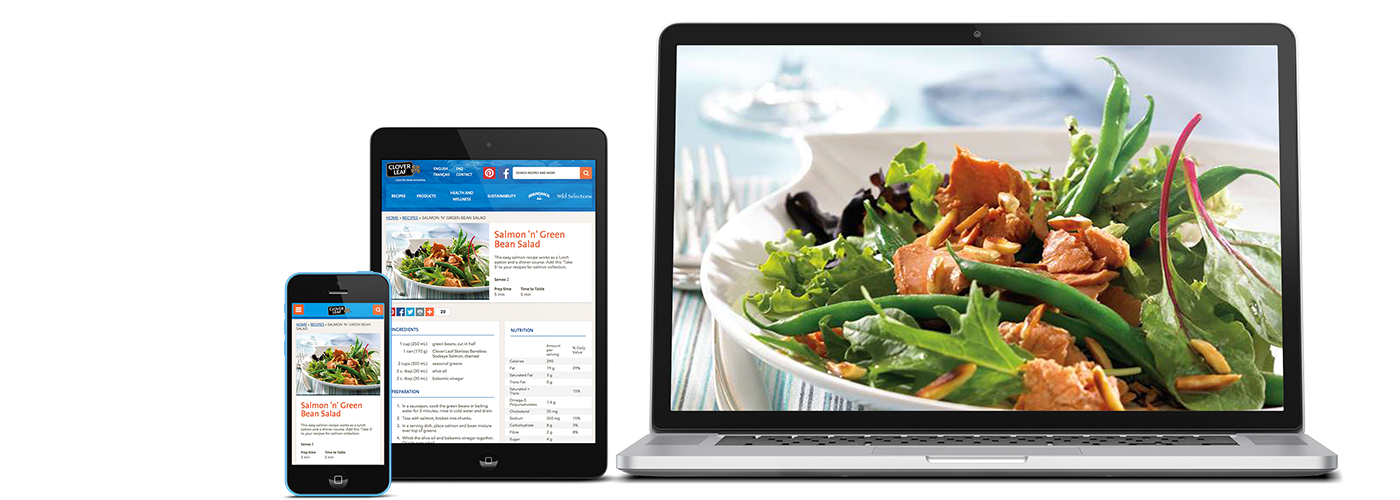 CLOVER
LEAF
HOME » RECIPES » SALMON 'N' GREEN BEAN
SALAD
Salmon 'n' Green
Bean Salad
This easy salmon recipe works as a lunch
option and a dinner course. Add this 'Take 5'
to your recipes for salmon collection.
Serves 2
Prep time Time to Table
5 min 5 min
CLOVER
LEAF
ENGLISH FAQ
FRANÇAIS CONTACT
SEARCH RECIPES AND MORE
RECIPES PRODUCTS HEALTH AND WELLNESS SUSTAINABILITY Wild Selections
HOME » RECIPES » SALMON 'N' GREEN BEAN SALAD
Salmon 'n' Green
Bean Salad
This easy salmon recipe works as a lunch
option and a dinner course. Add this 'Take
5' to your recipes for salmon collection.
Serves 2
Prep time Time to Table
5 min 5 min
20
INGREDIENTS
1 cup (250 mL) green beans, cut in half
1 can (170 g) Clover Leaf Skinless Boneless
Sockeye Salmon, drained
2 cups (500 mL) seasonal greens
2 c. tbsp (30 mL) olive oil
2 c. tbsp (30 mL) balsamic vinegar
PREPARATION
1. In a saucepan, cook the green beans in boiling
water for 3 minutes, rinse in cold water and drain.
2. Toss with salmon, broken into chunks.
3. In a serving dish, place salmon and bean mixture
over top of greens.
4. Whisk the olive oil and balsamic vinegar together.
NUTRITION
Amount
per
serving
% Daily
Value
Calories 290
Fat 19 g 29%
Saturated Fat 3 g
Trans Fat 0 g
Saturated +
Trans 15%
Omega-3
Polyunsaturates 1.6 g
Cholesterol 55 mg
Sodium 350 mg 15%
Carbohydrate 8 g 3%
Fibre 2 g 8%
Sugar 4 g